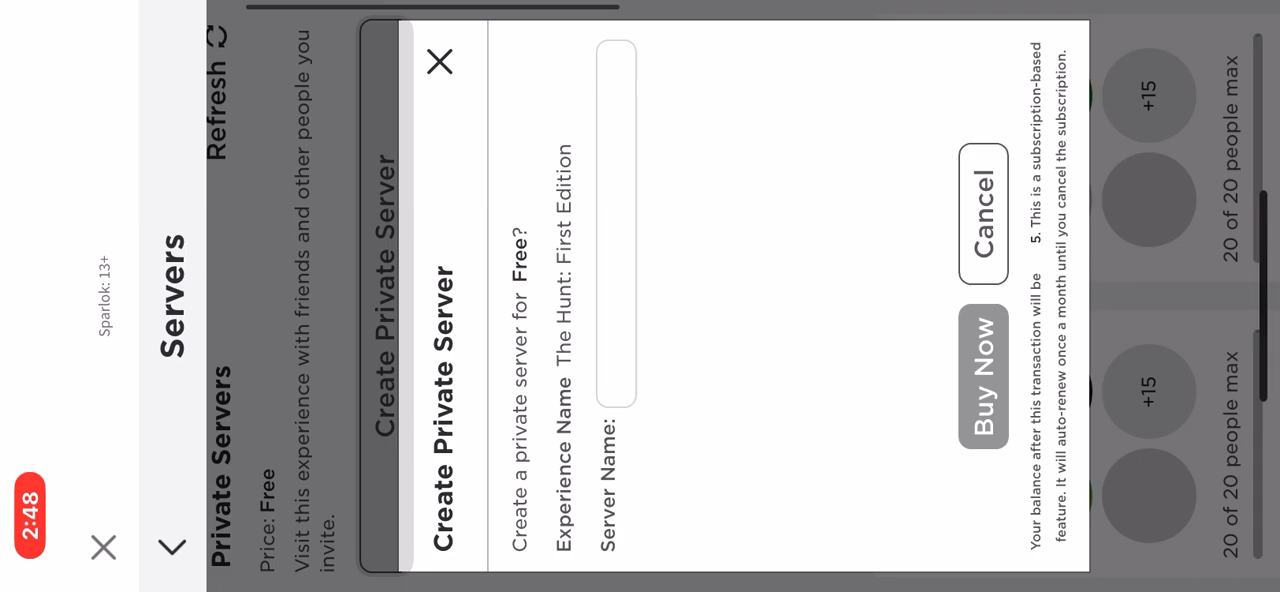 2:48
Sparlok: 13+
Servers
Private Servers
Refresh
Price: Free
Visit this experience with friends and other people you
invite.
Create Private Server
Create Private Server
Create a private server for Free?
Experience Name The Hunt: First Edition
Server Name:
Buy Now
Cancel
Your balance after this transaction will be 5. This is a subscription-based
feature. It will auto-renew once a month until you cancel the subscription.
+15
+15
20 of 20 people max
20 of 20 people max